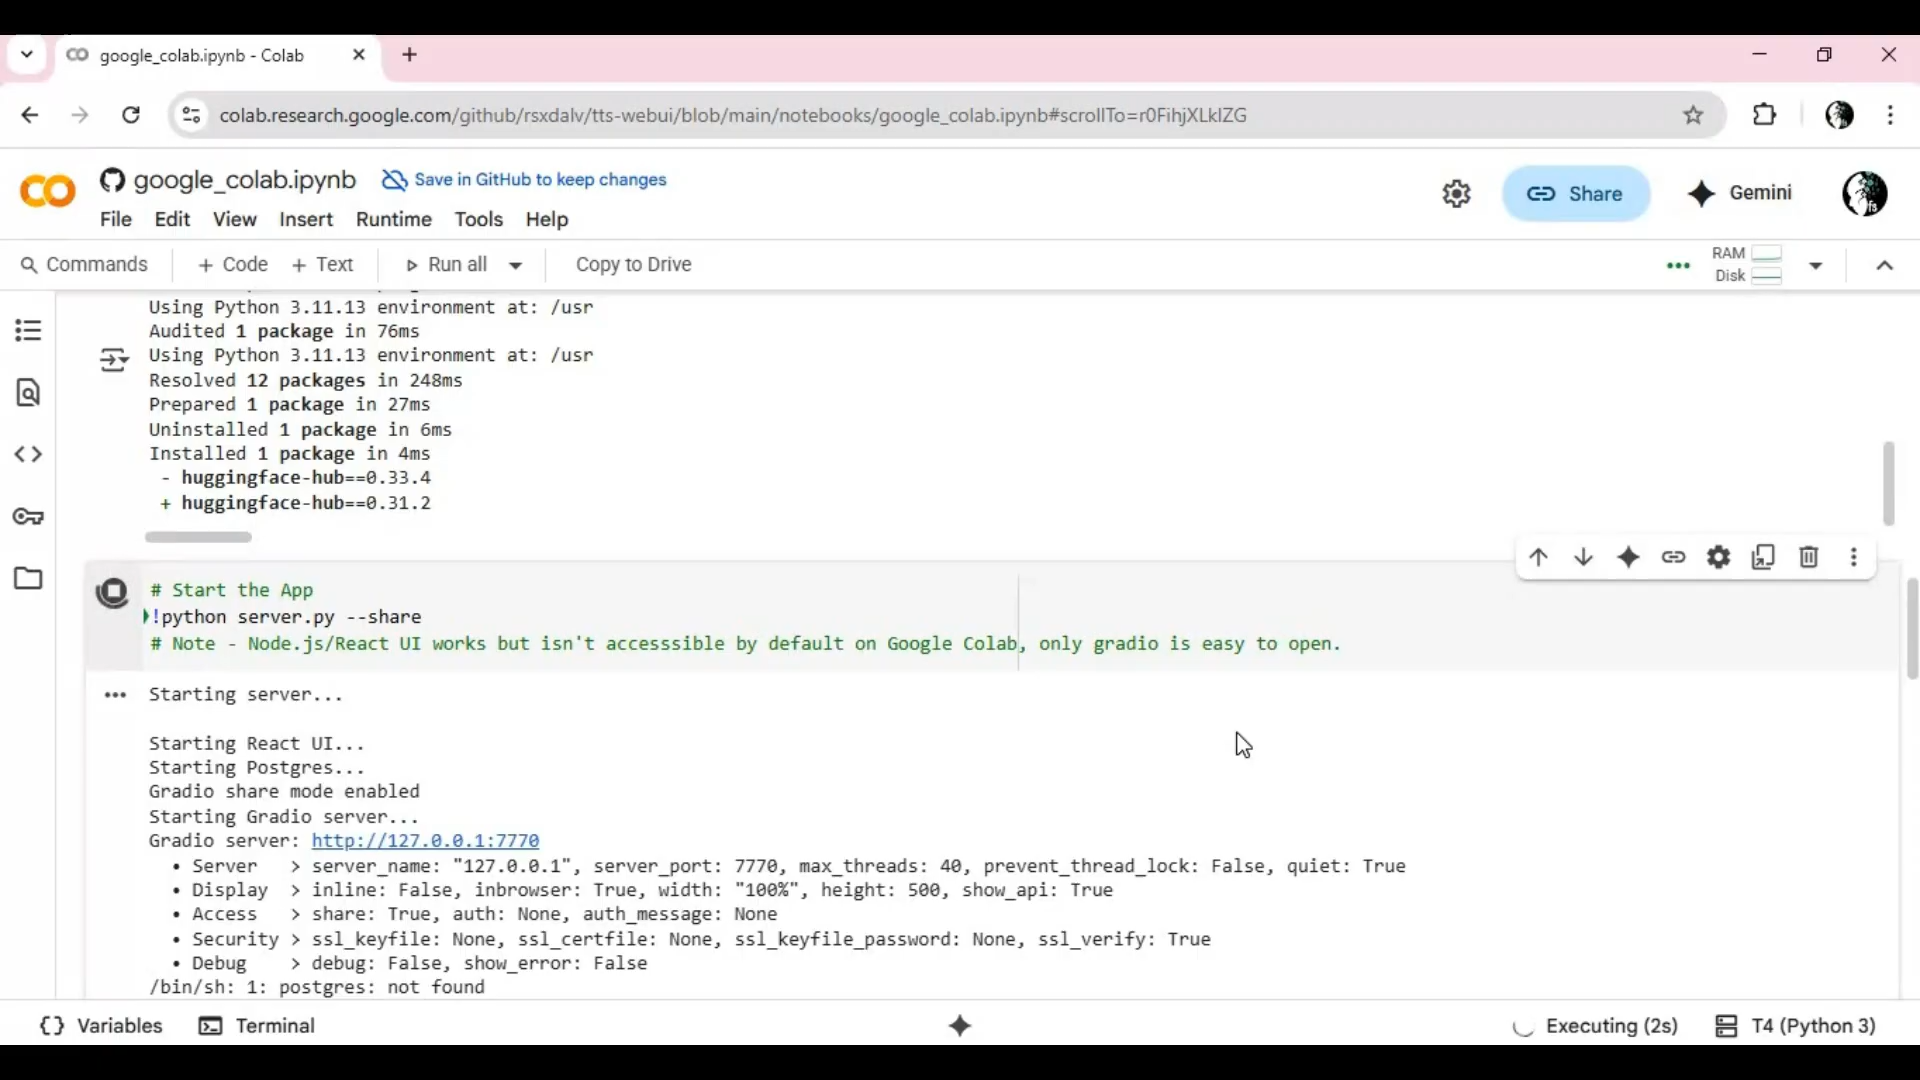 google_colab.ipynb - Colab
colab.research.google.com/github/rsxdalv/tts-webui/blob/main/notebooks/google_colab.ipynb#scrollTo=r0FihjXLklZG
google_colab.ipynb
Save in GitHub to keep changes
Share
Gemini
File Edit View Insert Runtime Tools Help
Commands + Code + Text Run all Copy to Drive
RAM
Disk
Using Python 3.11.13 environment at: /usr
Audited 1 package in 76ms
Using Python 3.11.13 environment at: /usr
Resolved 12 packages in 248ms
Prepared 1 package in 27ms
Uninstalled 1 package in 6ms
Installed 1 package in 4ms
- huggingface-hub==0.33.4
+ huggingface-hub==0.31.2
# Start the App
!python server.py --share
# Note - Node.js/React UI works but isn't accesssible by default on Google Colab, only gradio is easy to open.
Starting server...
Starting React UI...
Starting Postgres...
Gradio share mode enabled
Starting Gradio server...
Gradio server: http://127.0.0.1:7770
• Server > server_name: "127.0.0.1", server_port: 7770, max_threads: 40, prevent_thread_lock: False, quiet: True
• Display > inline: False, inbrowser: True, width: "100%", height: 500, show_api: True
• Access > share: True, auth: None, auth_message: None
• Security > ssl_keyfile: None, ssl_certfile: None, ssl_keyfile_password: None, ssl_verify: True
• Debug > debug: False, show_error: False
/bin/sh: 1: postgres: not found
Variables Terminal
Executing (2s) T4 (Python 3)